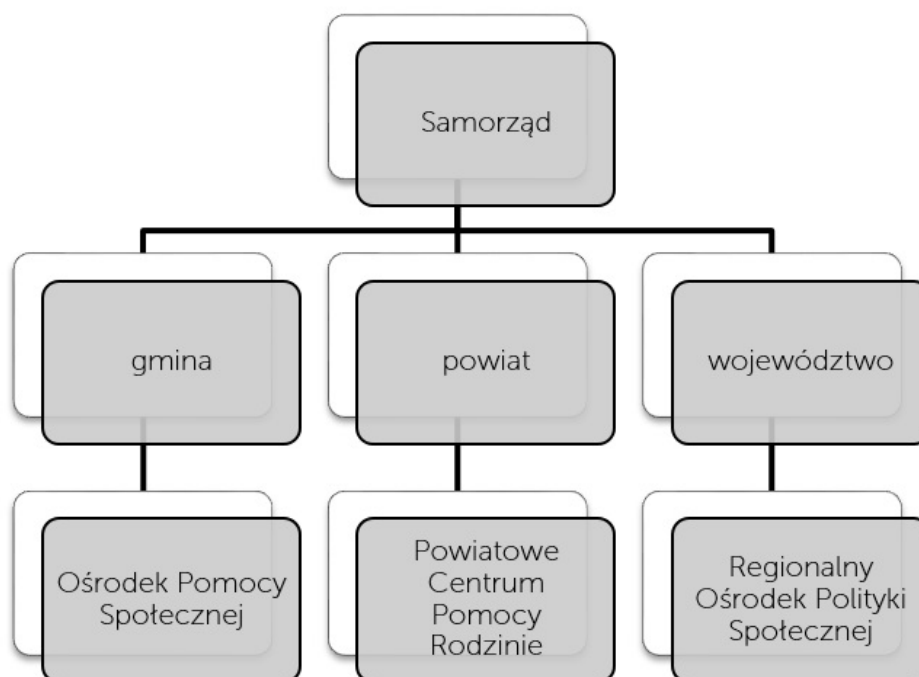 Samorząd
gmina
powiat
województwo
Ośrodek Pomocy
Społecznej
Powiatowe
Centrum
Pomocy
Rodzinie
Regionalny
Ośrodek Polityki
Społecznej